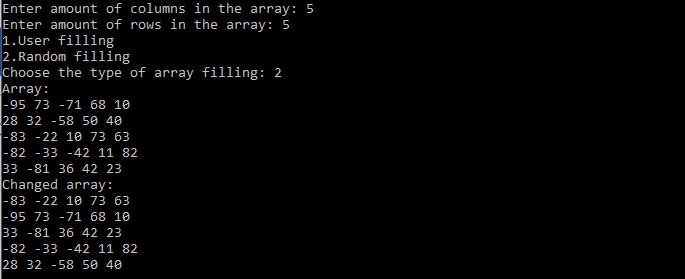 Enter amount of columns in the array: 5
Enter amount of rows in the array: 5
1.User filling
2.Random filling
Choose the type of array filling: 2
Array:
-95 73 -71 68 10
28 32 -58 50 40
-83 -22 10 73 63
-82 -33 -42 11 82
33 -81 36 42 23
Changed array:
-83 -22 10 73 63
-95 73 -71 68 10
33 -81 36 42 23
-82 -33 -42 11 82
28 32 -58 50 40